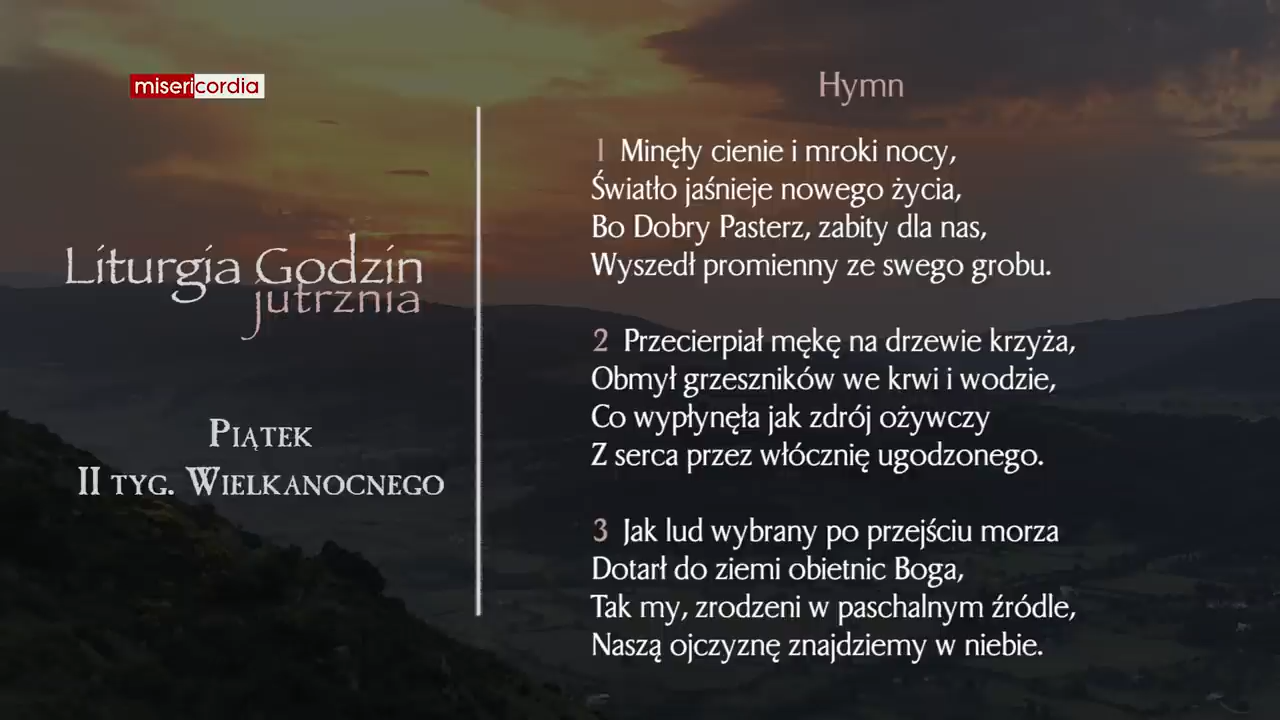 misericordia
Liturgia Godzin
jutrznia
Piątek
II tyg. Wielkanocnego
Hymn
1 Minęły cienie i mroki nocy,
Światło jaśnieje nowego życia,
Bo Dobry Pasterz, zabity dla nas,
Wyszedł promienny ze swego grobu.
2 Przecierpiał mękę na drzewie krzyża,
Obmył grzeszników we krwi i wodzie,
Co wypłynęła jak zdrój ożywczy
Z serca przez włócznię ugodzonego.
3 Jak lud wybrany po przejściu morza
Dotarł do ziemi obietnic Boga,
Tak my, zrodzeni w paschalnym źródle,
Naszą ojczyznę znajdziemy w niebie.